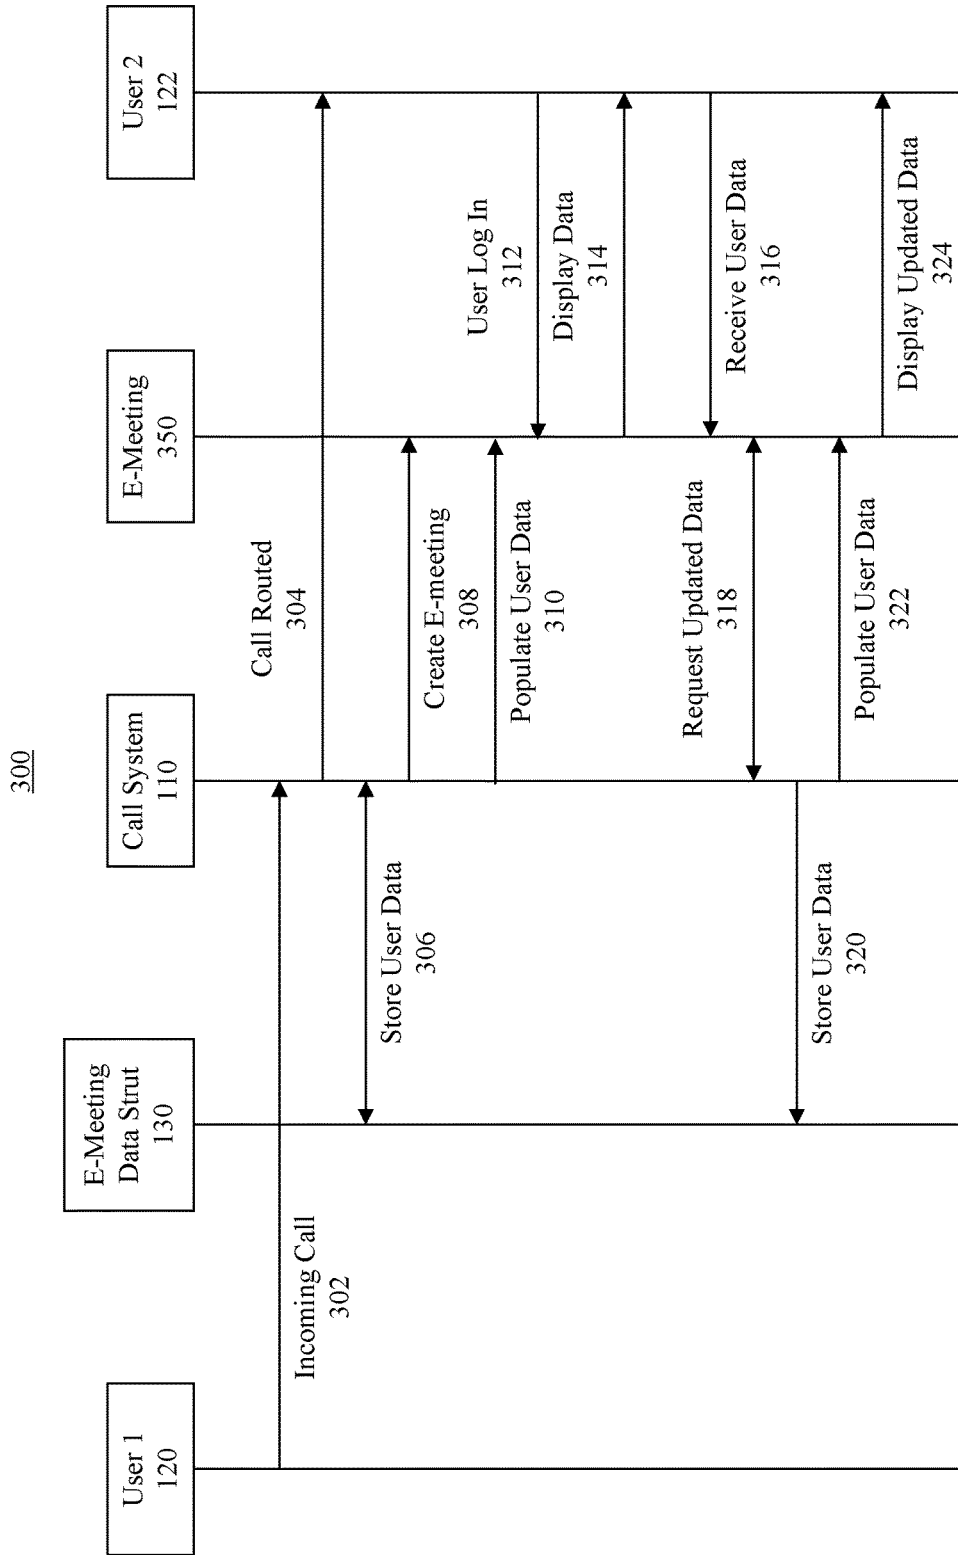 300
User 1
120
E-Meeting
Data Strut
130
Call System
110
E-Meeting
350
User 2
122
Incoming Call
302
Call Routed
304
Store User Data
306
Create E-meeting
308
Populate User Data
310
User Log In
312
Display Data
314
Receive User Data
316
Request Updated Data
318
Store User Data
320
Populate User Data
322
Display Updated Data
324